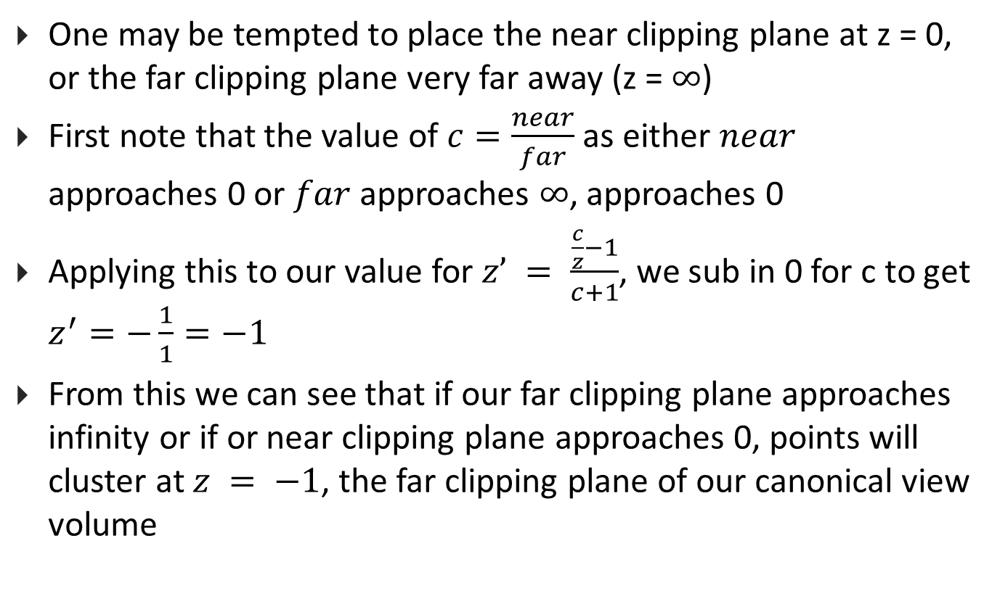 One may be tempted to place the near clipping plane at z = 0,
or the far clipping plane very far away (z = ∞)
First note that the value of c = near/far as either near
approaches 0 or far approaches ∞, approaches 0
Applying this to our value for z’ = (c/z−1)/(c+1), we sub in 0 for c to get
z′ = −1/1 = −1
From this we can see that if our far clipping plane approaches
infinity or if or near clipping plane approaches 0, points will
cluster at z = −1, the far clipping plane of our canonical view
volume